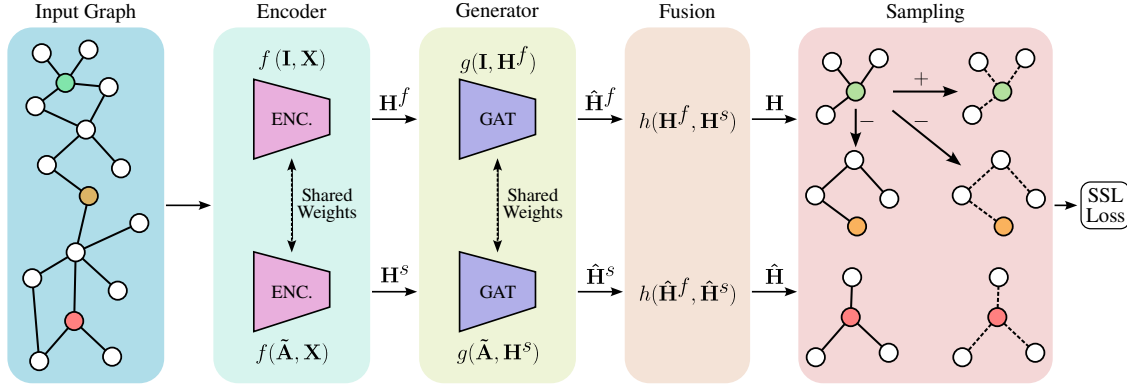 Input Graph
Encoder
Generator
Fusion
Sampling
f (I, X)
g(I, H^f)
ENC.
H^f
GAT
Ĥ^f
h(H^f, H^s)
H
+
−
−
Shared
Weights
Shared
Weights
SSL
Loss
ENC.
H^s
GAT
Ĥ^s
h(Ĥ^f, Ĥ^s)
Ĥ
f(Ã, X)
g(Ã, H^s)